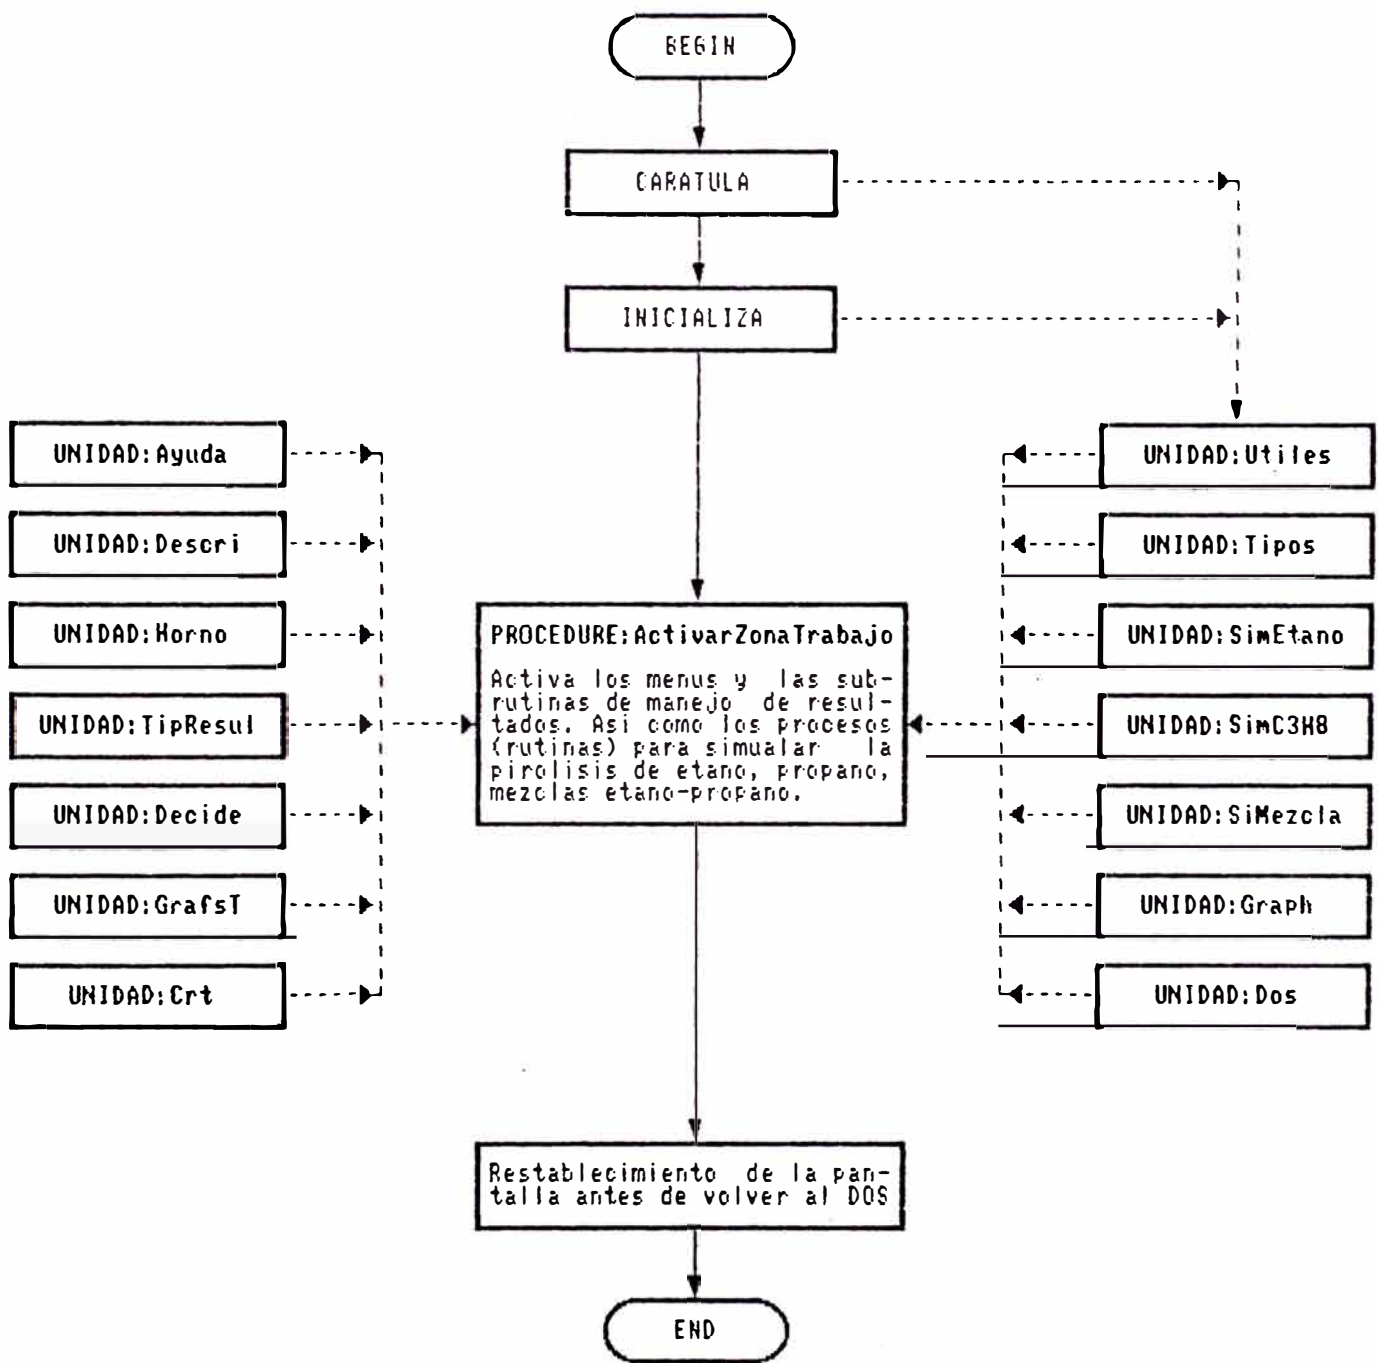 BEGIN
CARATULA
INICIALIZA
UNIDAD:Ayuda
UNIDAD:Descri
UNIDAD:Horno
UNIDAD:TipResul
UNIDAD:Decide
UNIDAD:GrafsT
UNIDAD:Crt
PROCEDURE:ActivarZonaTrabajo
Activa los menus y las sub-
rutinas de manejo de resul-
tados. Asi como los procesos
(rutinas) para simualar la
pirolisis de etano, propano,
mezclas etano-propano.
UNIDAD:Utiles
UNIDAD:Tipos
UNIDAD:SimEtano
UNIDAD:SimC3H8
UNIDAD:SiMezcla
UNIDAD:Graph
UNIDAD:Dos
Restablecimiento de la pan-
talla antes de volver al DOS
END